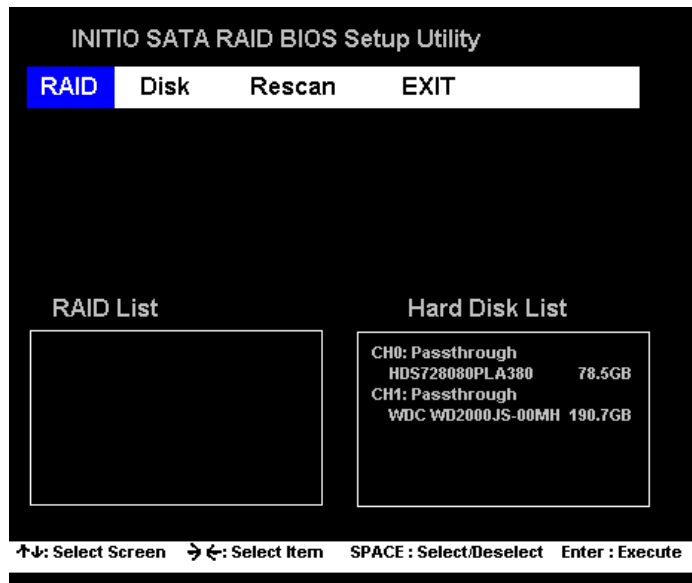 INITIO SATA RAID BIOS Setup Utility
RAID Disk Rescan EXIT
RAID List
Hard Disk List
CH0: Passthrough
HDS728080PLA380 78.5GB
CH1: Passthrough
WDC WD2000JS-00MH 190.7GB
↑↓: Select Screen →←: Select Item SPACE : Select/Deselect Enter : Execute